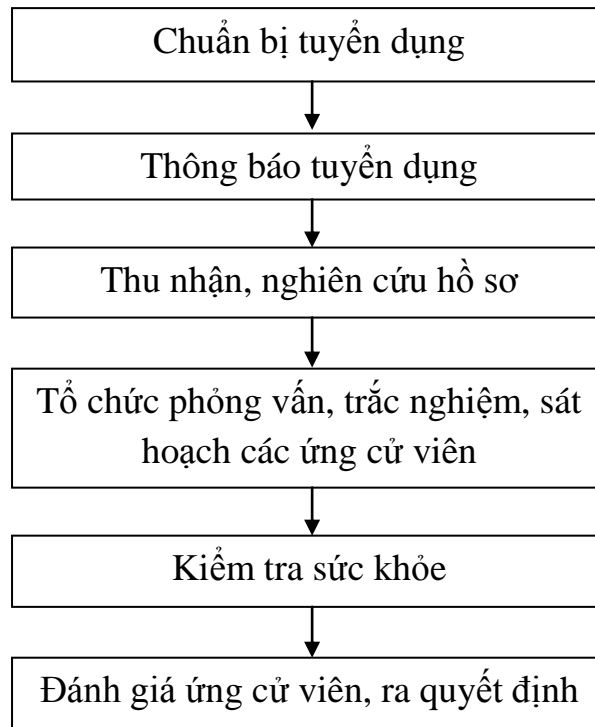 Chuẩn bị tuyển dụng
Thông báo tuyển dụng
Thu nhận, nghiên cứu hồ sơ
Tổ chức phỏng vấn, trắc nghiệm, sát
hoạch các ứng cử viên
Kiểm tra sức khỏe
Đánh giá ứng cử viên, ra quyết định